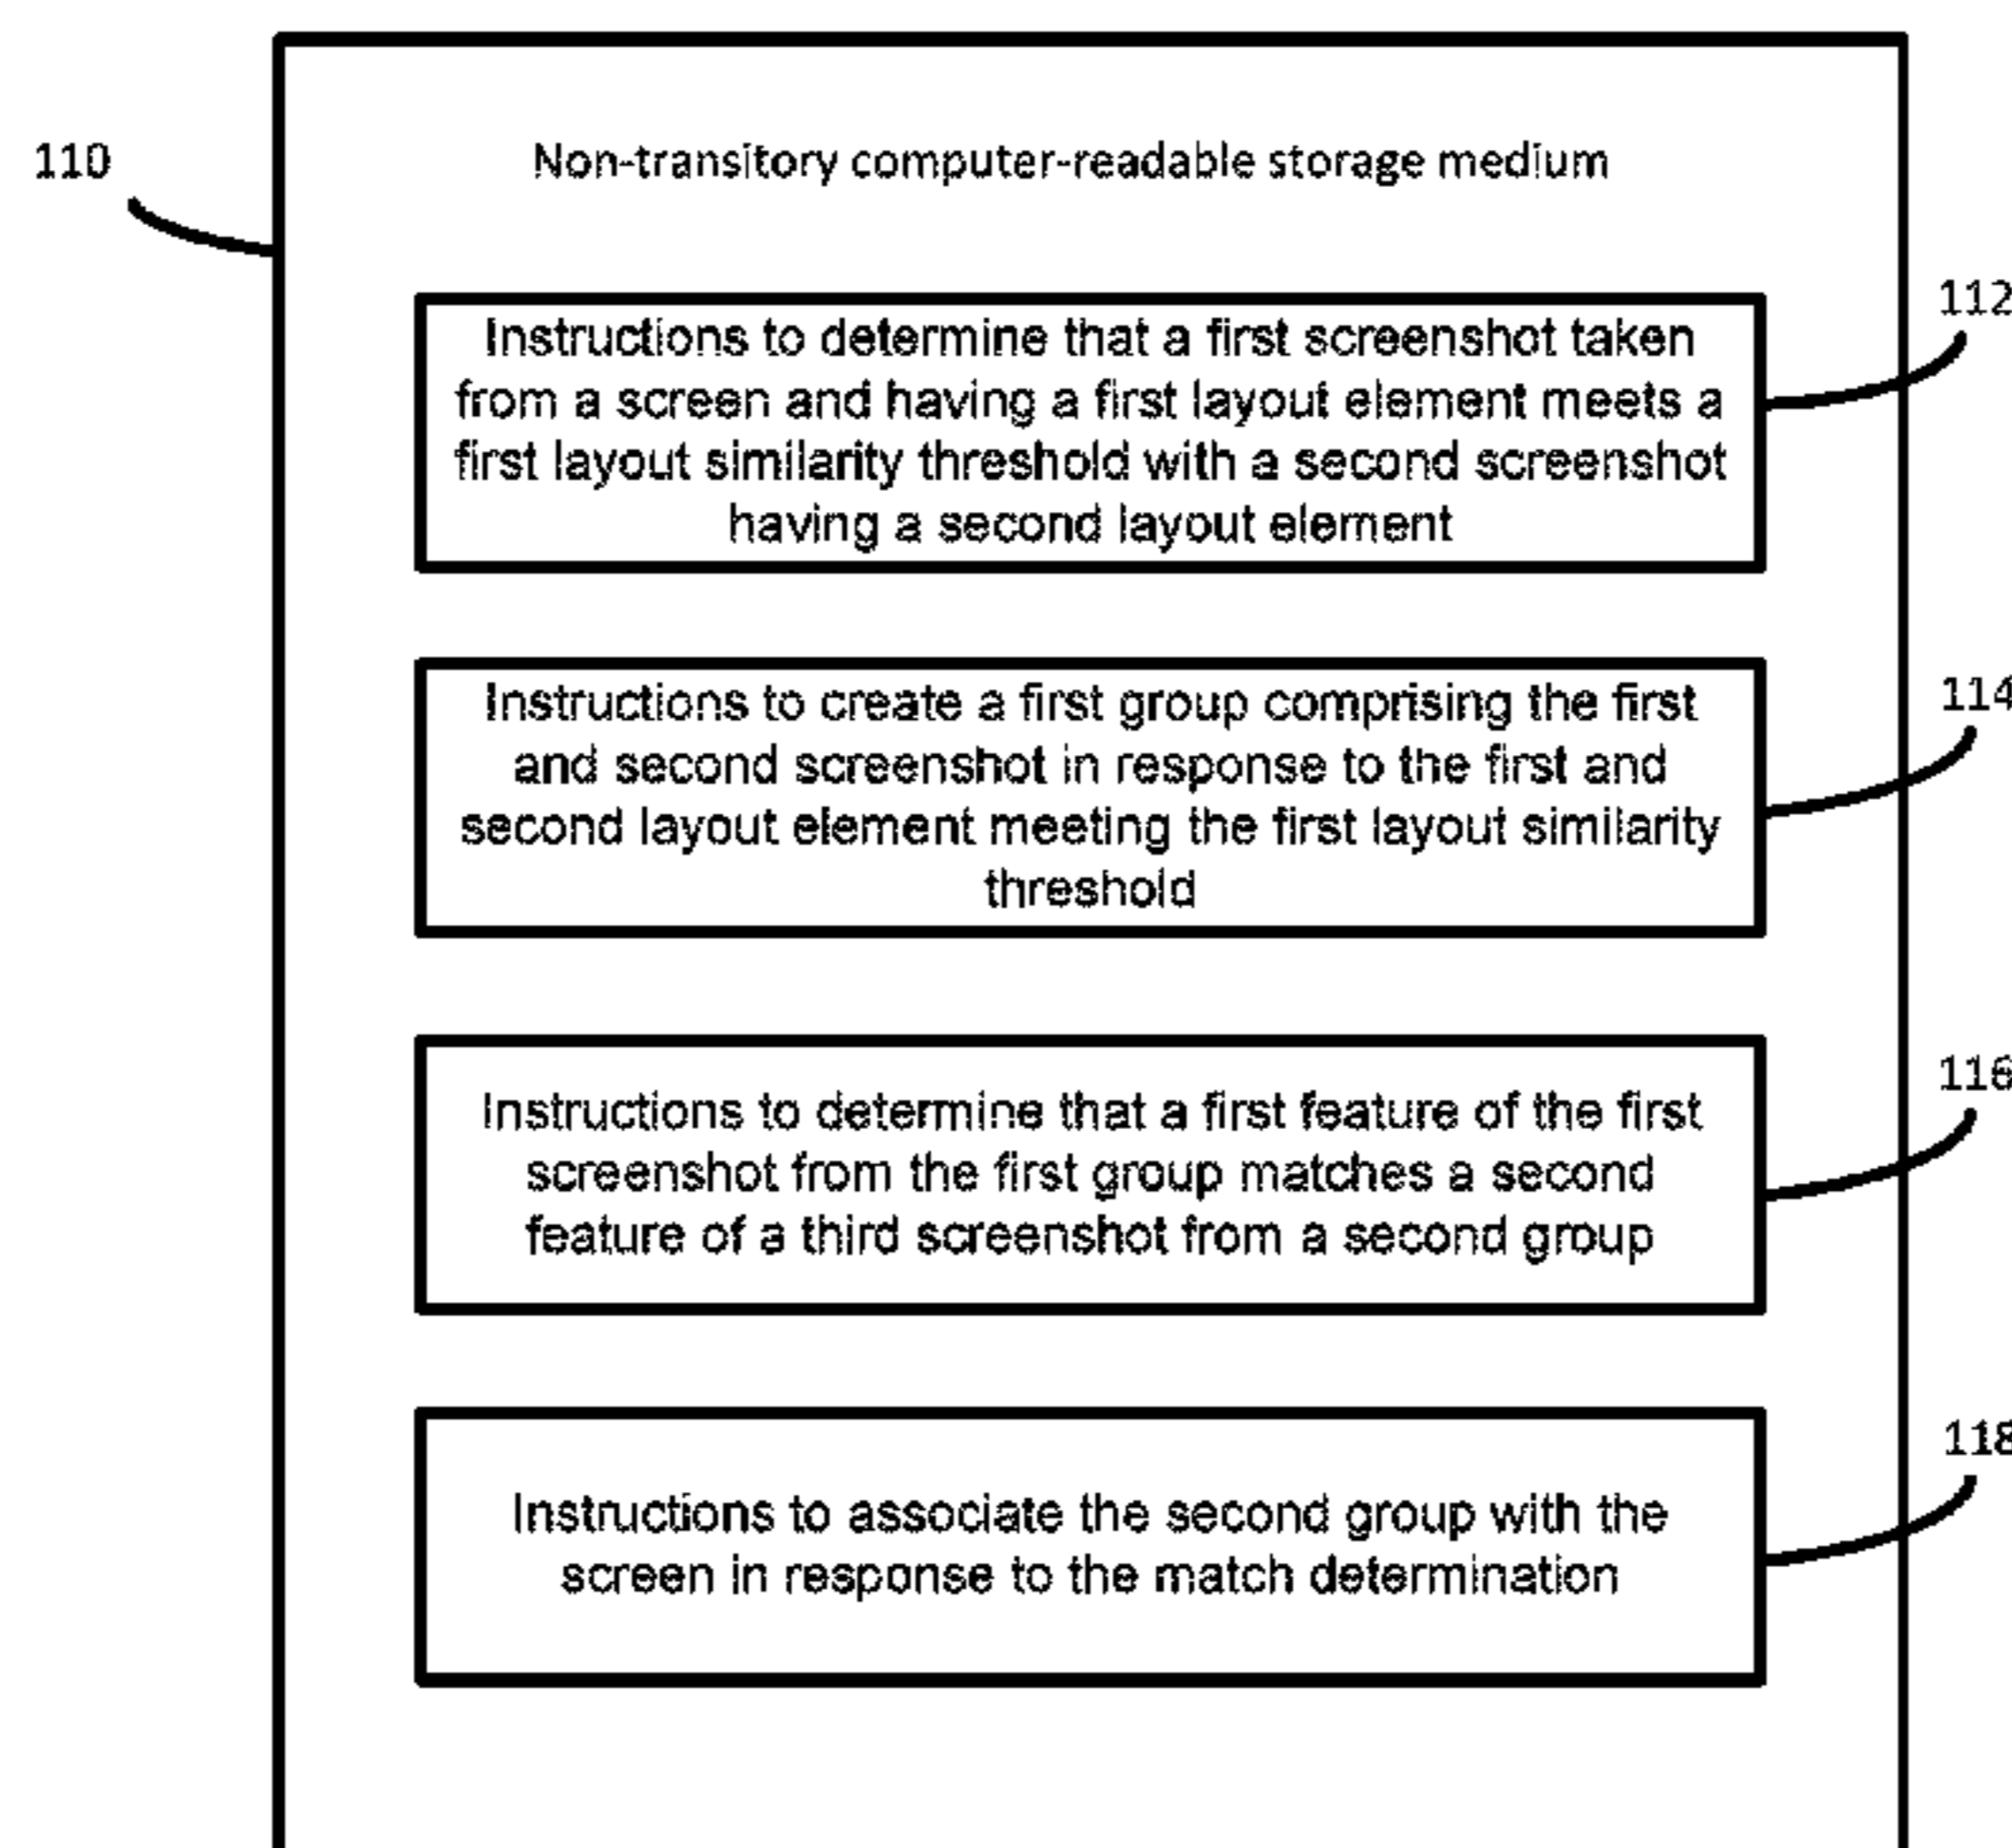 110
Non-transitory computer-readable storage medium
112
Instructions to determine that a first screenshot taken
from a screen and having a first layout element meets a
first layout similarity threshold with a second screenshot
having a second layout element
114
Instructions to create a first group comprising the first
and second screenshot in response to the first and
second layout element meeting the first layout similarity
threshold
116
Instructions to determine that a first feature of the first
screenshot from the first group matches a second
feature of a third screenshot from a second group
118
Instructions to associate the second group with the
screen in response to the match determination